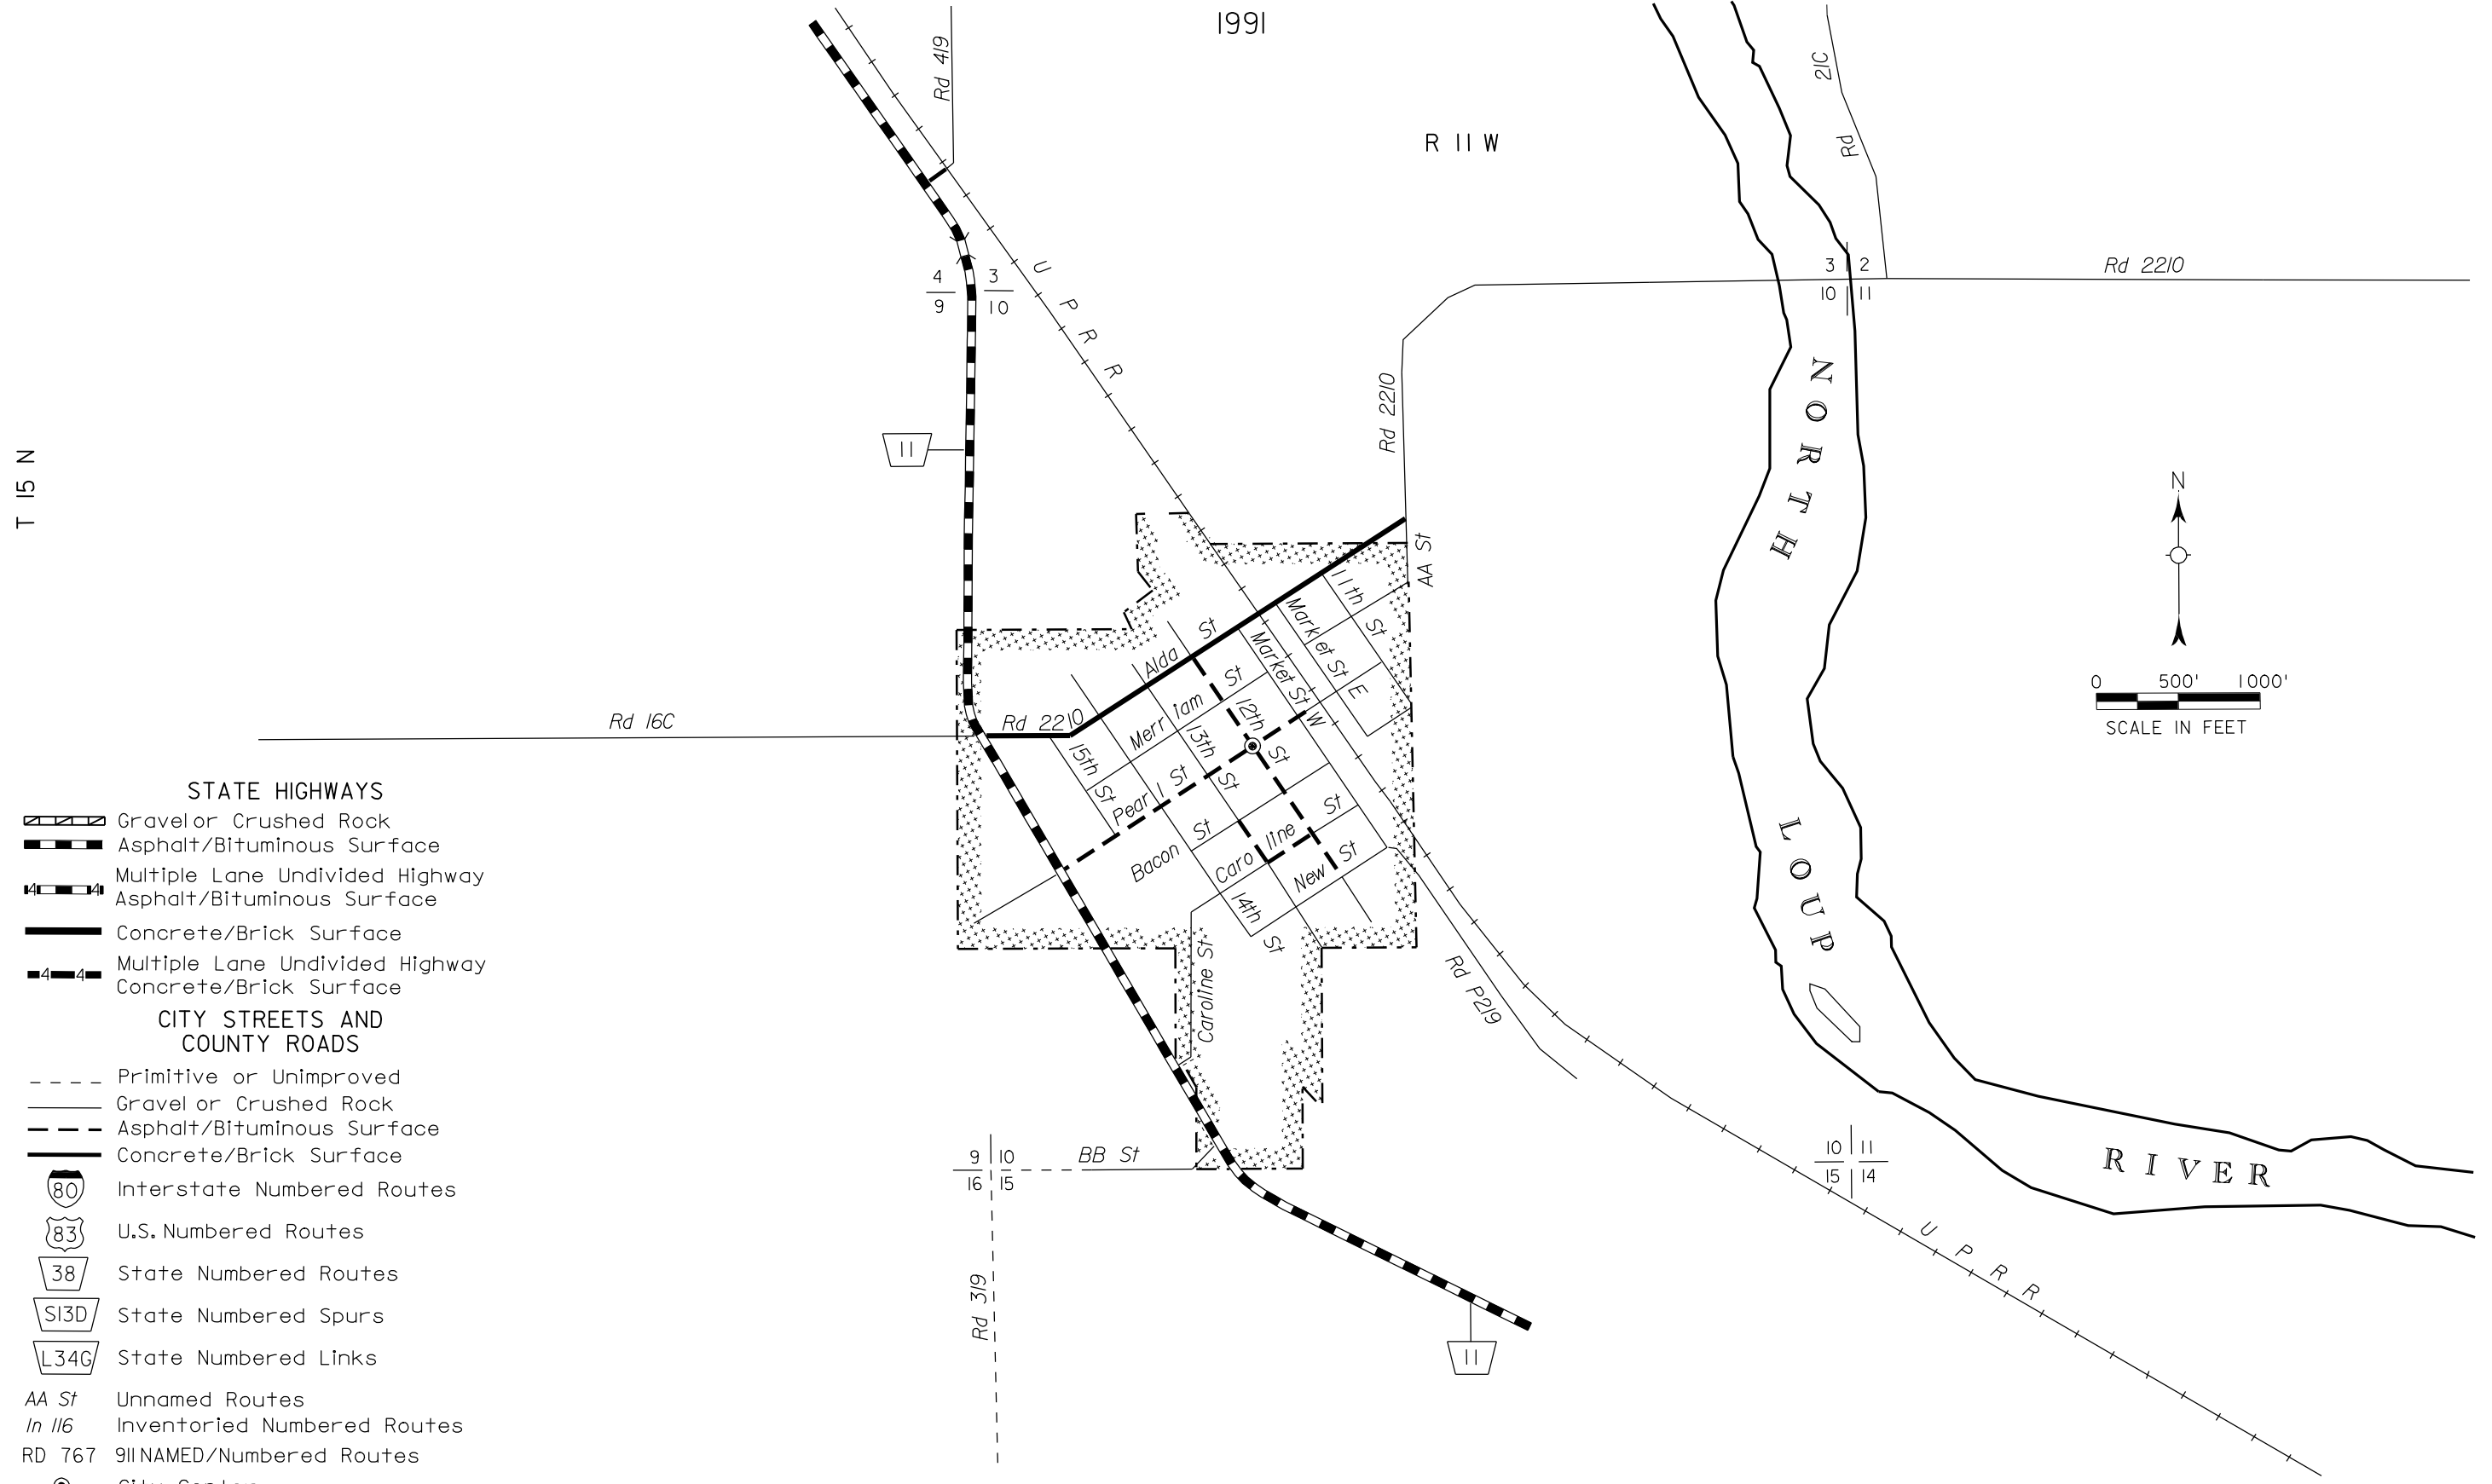 1991
Rd 419
21C
Rd
R 11 W
U P R R
4 3
9 10
3 2
10 11
Rd 2210
Rd 2210
11
T 15 N
N
NORTH
LOUP
RIVER
0 500' 1000'
SCALE IN FEET
AA St
11th St
Market St E
Market St W
Alda St
Merriam St
12th St
13th St
Rd 16C
Rd 2210
15th St
Pearl St
Bacon St
Caroline St
New St
14th St
Caroline St
Rd P219
9 10
16 15
BB St
10 11
15 14
Rd 319
U P R R
11
STATE HIGHWAYS
Gravel or Crushed Rock
Asphalt/Bituminous Surface
4 4 Multiple Lane Undivided Highway
Asphalt/Bituminous Surface
Concrete/Brick Surface
4 4 Multiple Lane Undivided Highway
Concrete/Brick Surface
CITY STREETS AND
COUNTY ROADS
Primitive or Unimproved
Gravel or Crushed Rock
Asphalt/Bituminous Surface
Concrete/Brick Surface
80 Interstate Numbered Routes
83 U.S. Numbered Routes
38 State Numbered Routes
S13D State Numbered Spurs
L34G State Numbered Links
AA St Unnamed Routes
In 116 Inventoried Numbered Routes
RD 767 911 NAMED/Numbered Routes